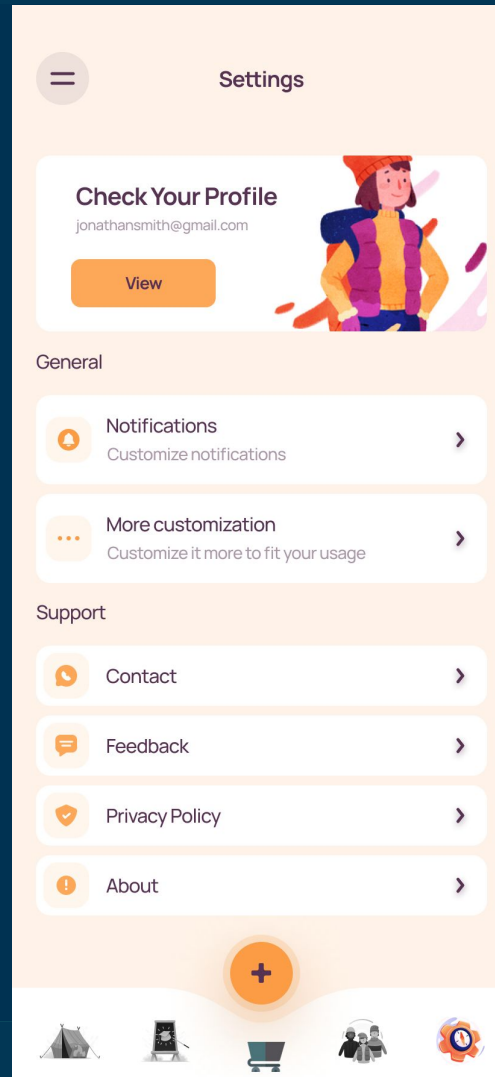 Settings
Check Your Profile
jonathansmith@gmail.com
View
General
Notifications
Customize notifications
More customization
Customize it more to fit your usage
Support
Contact
Feedback
Privacy Policy
About